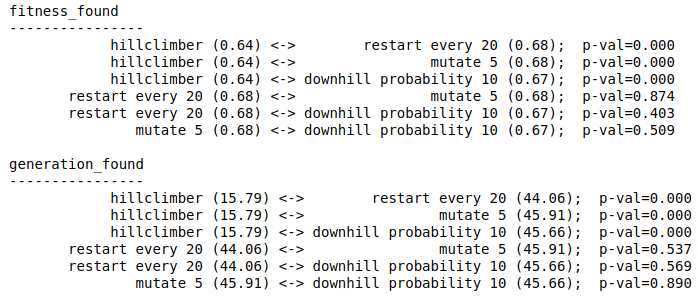 fitness_found
----------------
hillclimber (0.64) <-> restart every 20 (0.68); p-val=0.000
hillclimber (0.64) <-> mutate 5 (0.68); p-val=0.000
hillclimber (0.64) <-> downhill probability 10 (0.67); p-val=0.000
restart every 20 (0.68) <-> mutate 5 (0.68); p-val=0.874
restart every 20 (0.68) <-> downhill probability 10 (0.67); p-val=0.403
mutate 5 (0.68) <-> downhill probability 10 (0.67); p-val=0.509
generation_found
----------------
hillclimber (15.79) <-> restart every 20 (44.06); p-val=0.000
hillclimber (15.79) <-> mutate 5 (45.91); p-val=0.000
hillclimber (15.79) <-> downhill probability 10 (45.66); p-val=0.000
restart every 20 (44.06) <-> mutate 5 (45.91); p-val=0.537
restart every 20 (44.06) <-> downhill probability 10 (45.66); p-val=0.569
mutate 5 (45.91) <-> downhill probability 10 (45.66); p-val=0.890